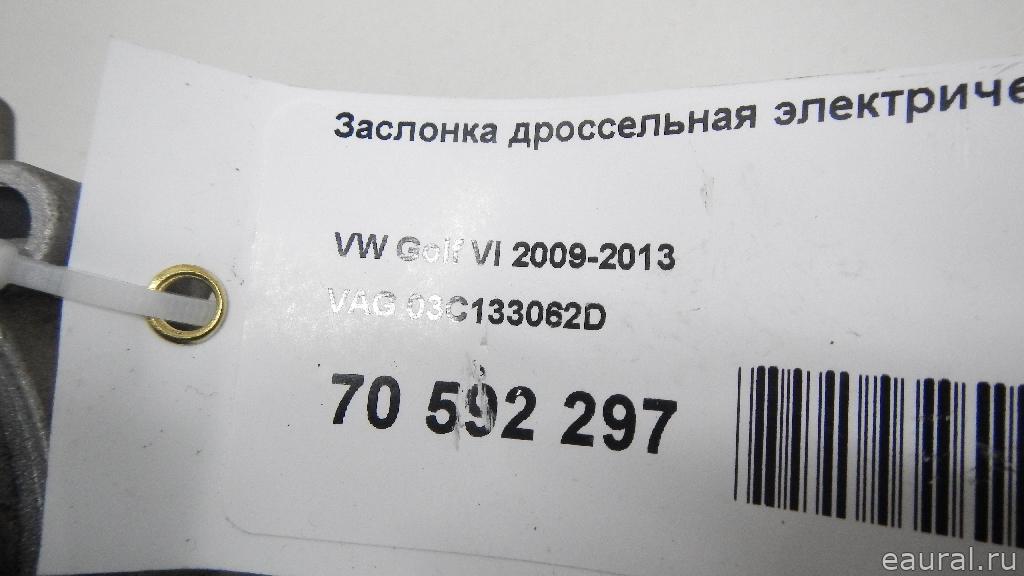 Заслонка дроссельная электриче
VW Golf VI 2009-2013
VAG 03C133062D
70 592 297
eaural.ru